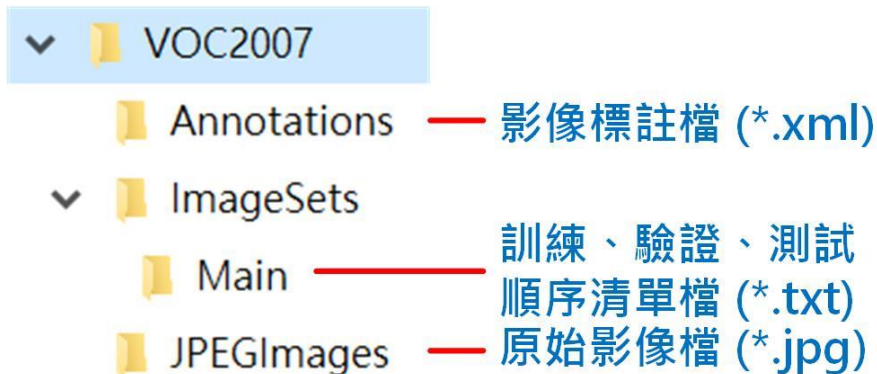 VOC2007
Annotations 影像標註檔 (*.xml)
ImageSets
Main 訓練、驗證、測試
順序清單檔 (*.txt)
JPEGImages 原始影像檔 (*.jpg)